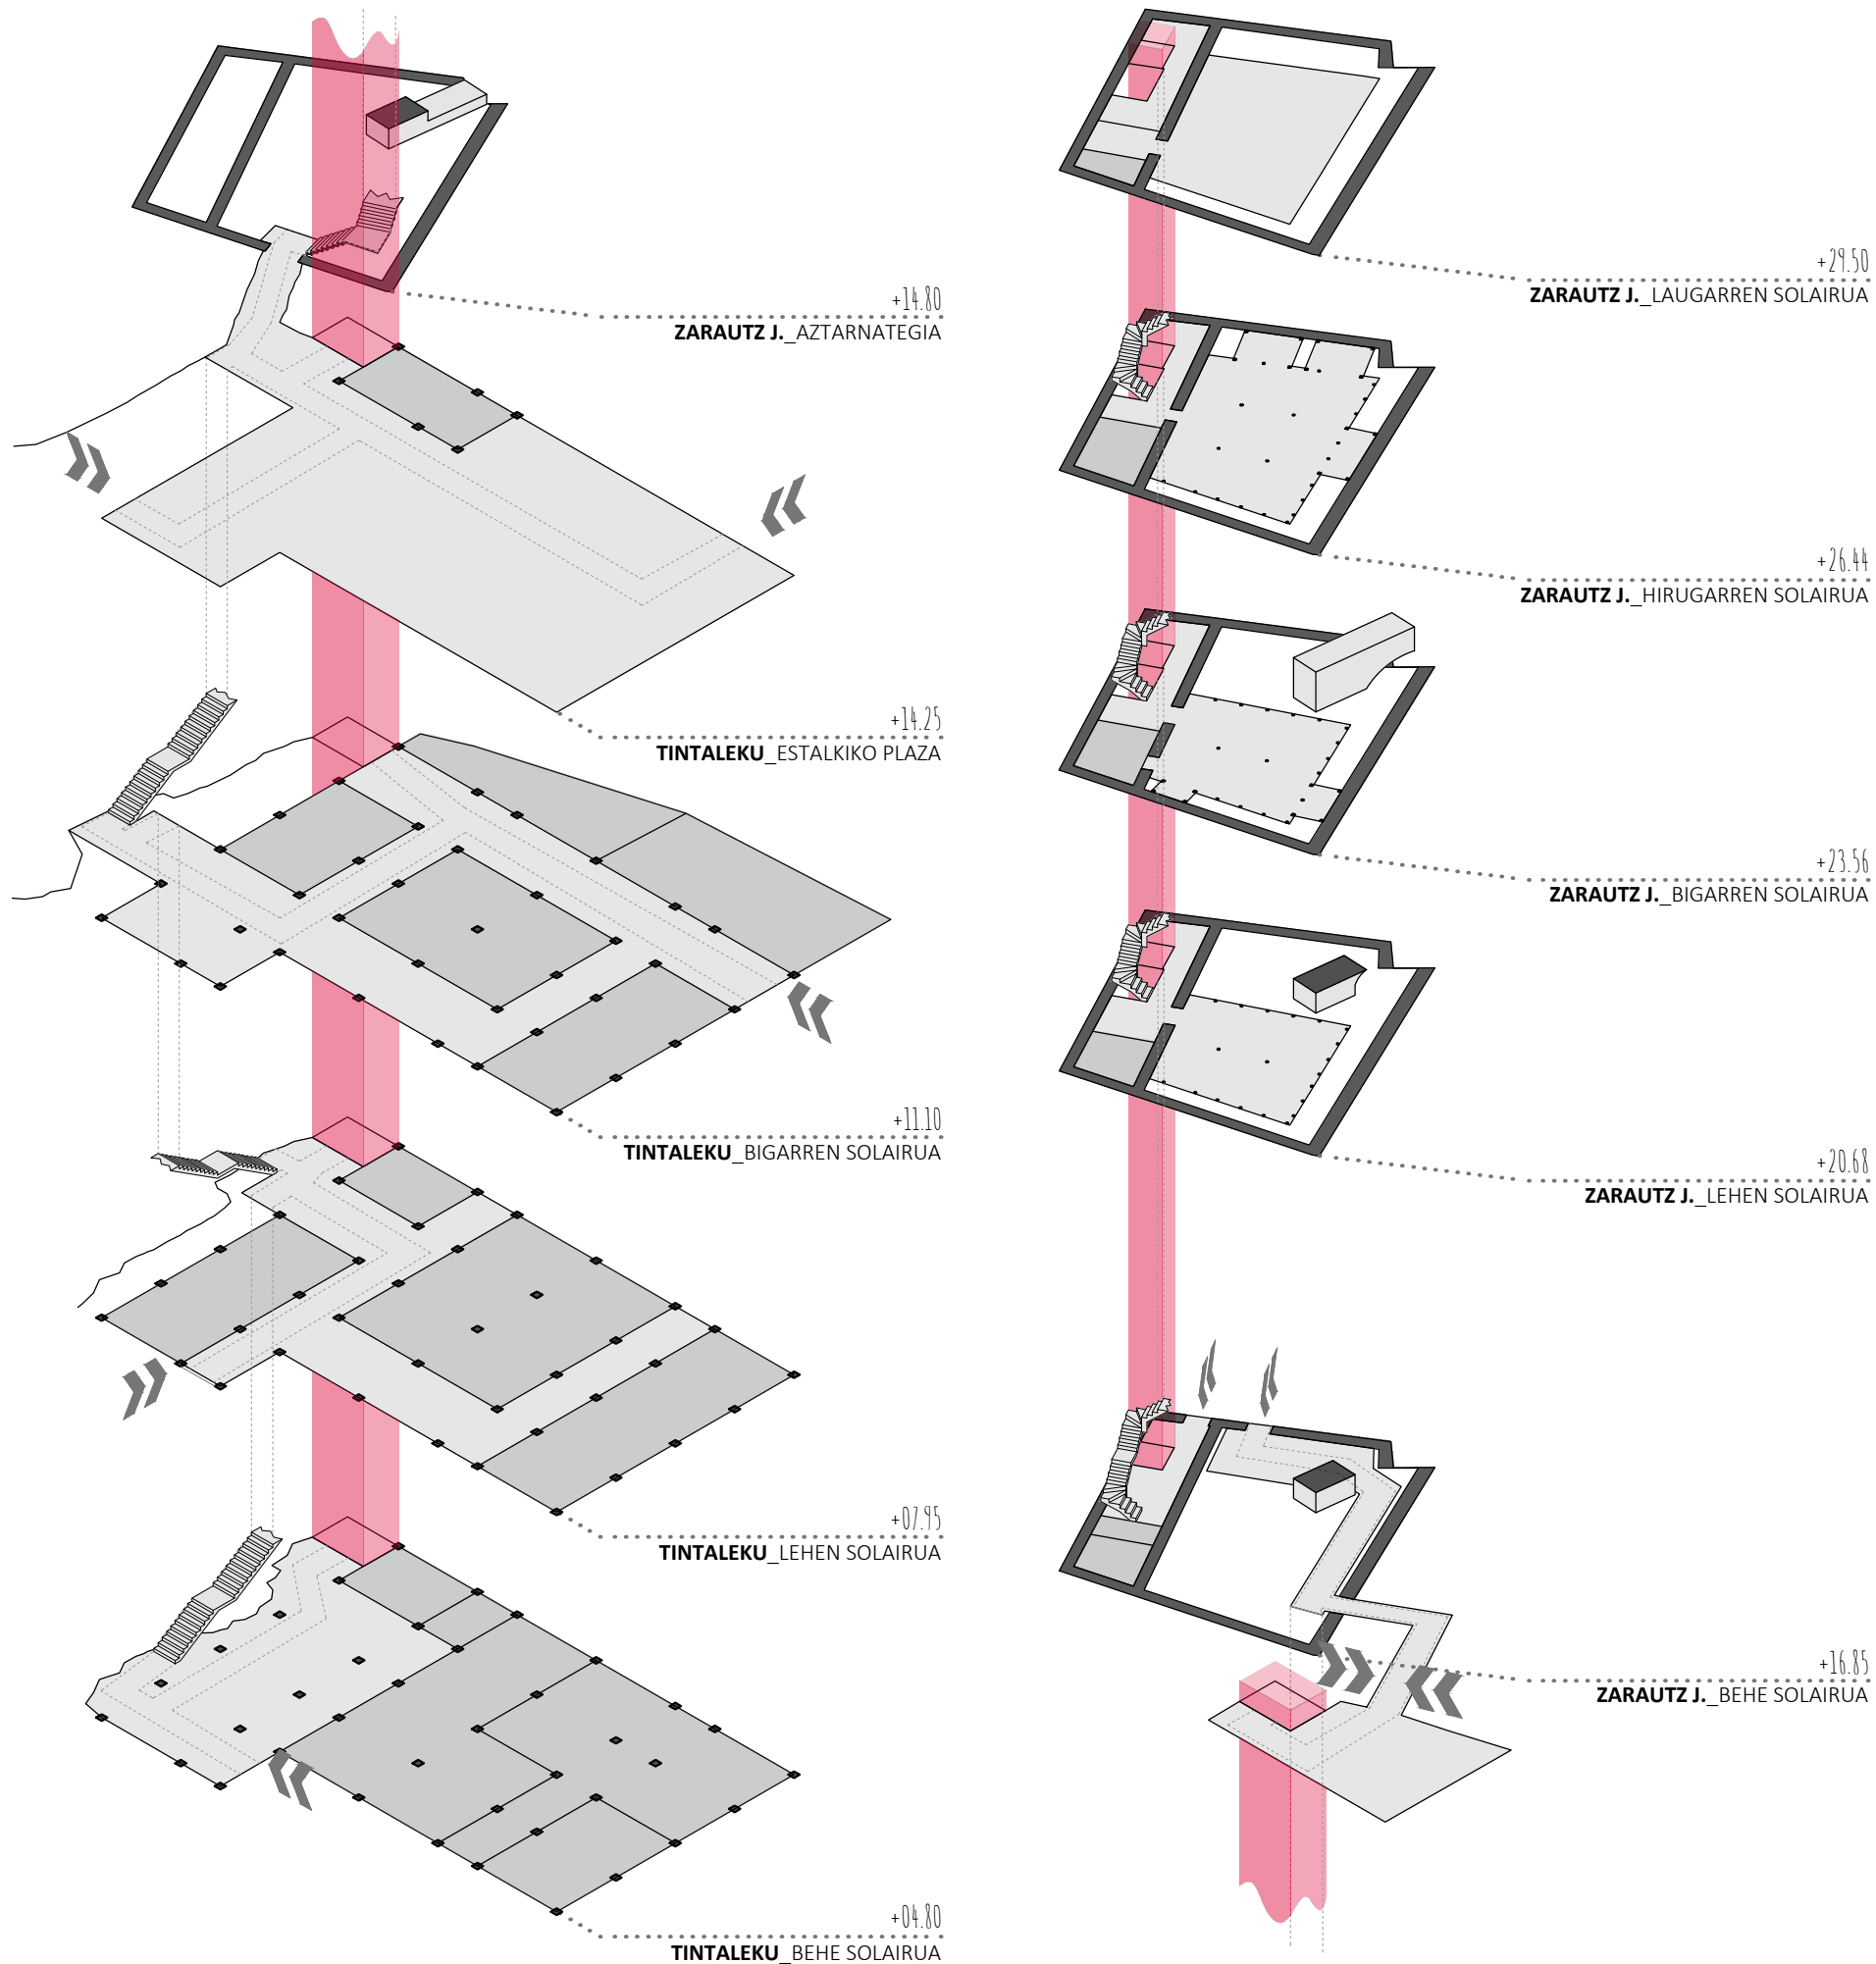 +14.80
ZARAUTZ J._AZTARNATEGIA
+14.25
TINTALEKU_ESTALKIKO PLAZA
+11.10
TINTALEKU_BIGARREN SOLAIRUA
+07.95
TINTALEKU_LEHEN SOLAIRUA
+04.80
TINTALEKU_BEHE SOLAIRUA
+29.50
ZARAUTZ J._LAUGARREN SOLAIRUA
+26.44
ZARAUTZ J._HIRUGARREN SOLAIRUA
+23.56
ZARAUTZ J._BIGARREN SOLAIRUA
+20.68
ZARAUTZ J._LEHEN SOLAIRUA
+16.85
ZARAUTZ J._BEHE SOLAIRUA